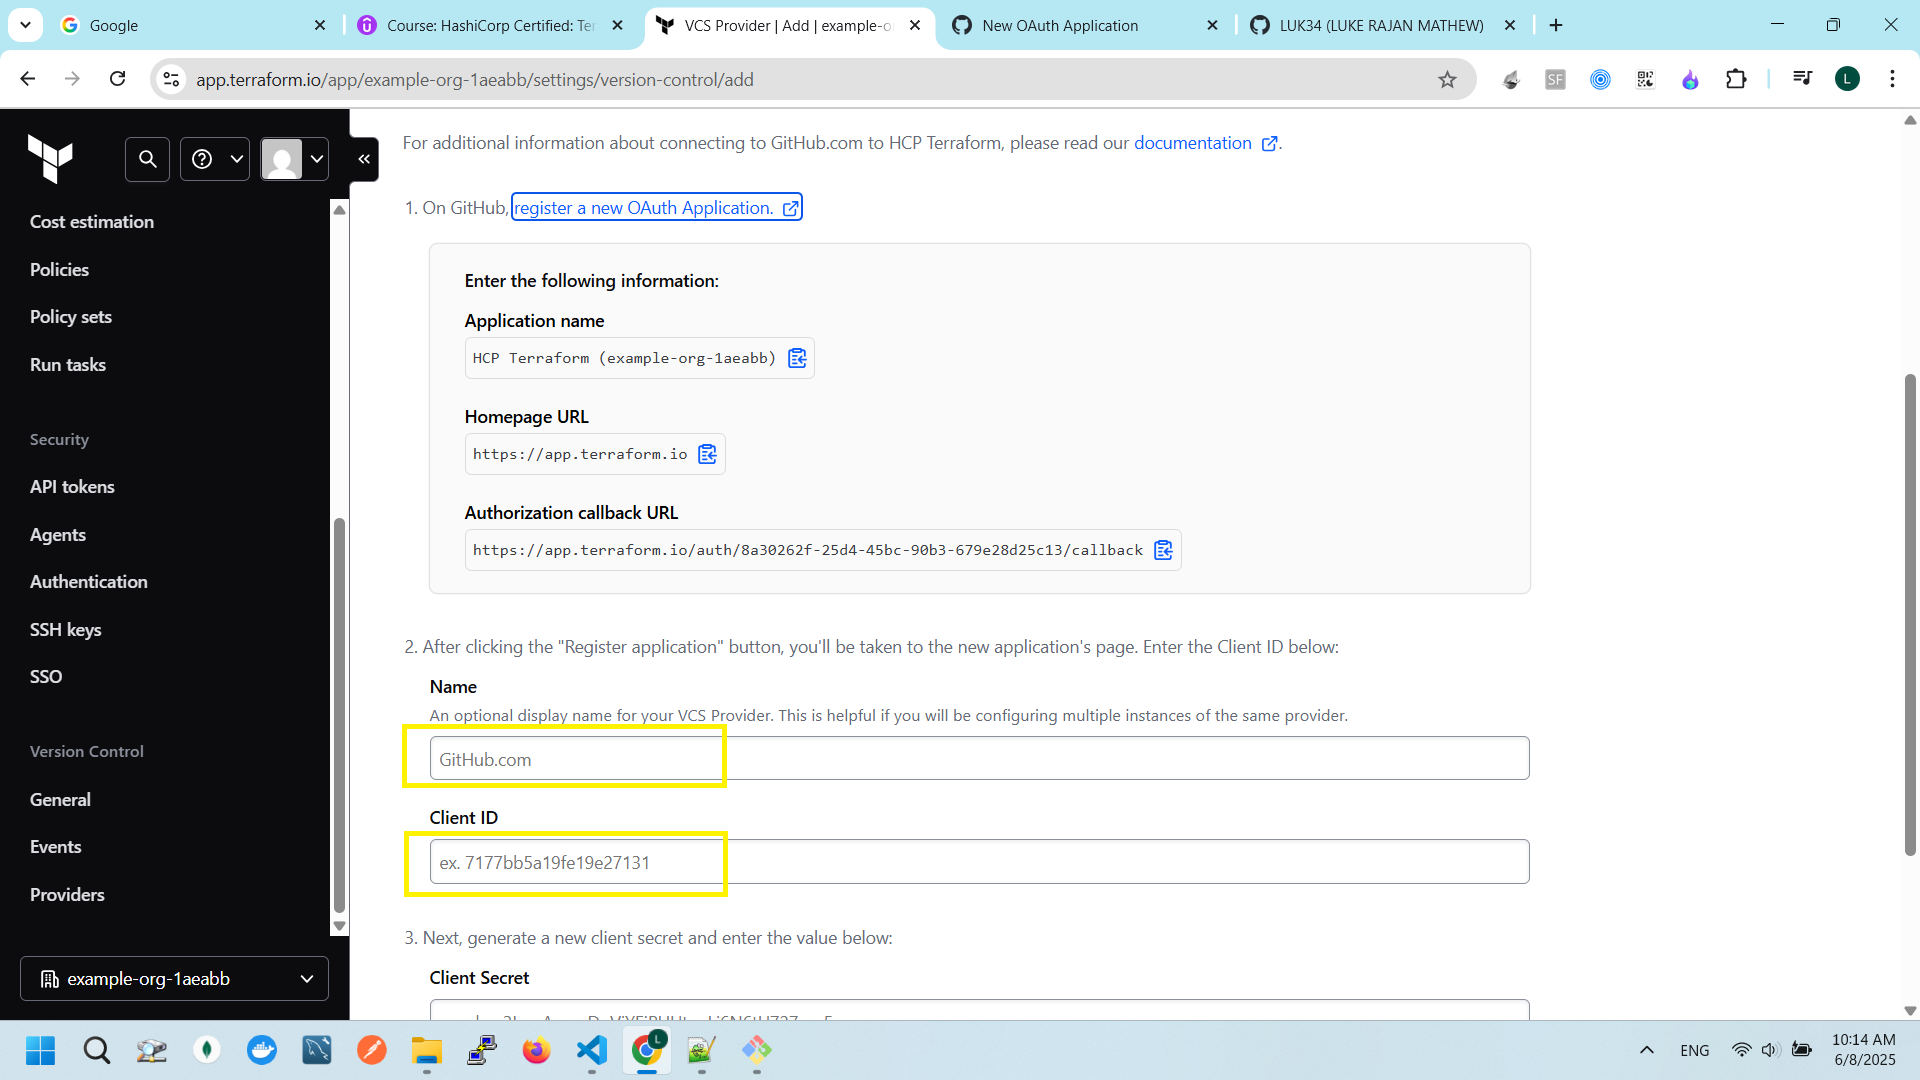 Google
Course: HashiCorp Certified: Ter
VCS Provider | Add | example-o
New OAuth Application
LUK34 (LUKE RAJAN MATHEW)
app.terraform.io/app/example-org-1aeabb/settings/version-control/add
SF
L
For additional information about connecting to GitHub.com to HCP Terraform, please read our documentation .
Cost estimation
Policies
Policy sets
Run tasks
Security
API tokens
Agents
Authentication
SSH keys
SSO
Version Control
General
Events
Providers
example-org-1aeabb
1. On GitHub, register a new OAuth Application.
Enter the following information:
Application name
HCP Terraform (example-org-1aeabb)
Homepage URL
https://app.terraform.io
Authorization callback URL
https://app.terraform.io/auth/8a30262f-25d4-45bc-90b3-679e28d25c13/callback
2. After clicking the "Register application" button, you'll be taken to the new application's page. Enter the Client ID below:
Name
An optional display name for your VCS Provider. This is helpful if you will be configuring multiple instances of the same provider.
GitHub.com
Client ID
ex. 7177bb5a19fe19e27131
3. Next, generate a new client secret and enter the value below:
Client Secret
L
ENG
10:14 AM
6/8/2025